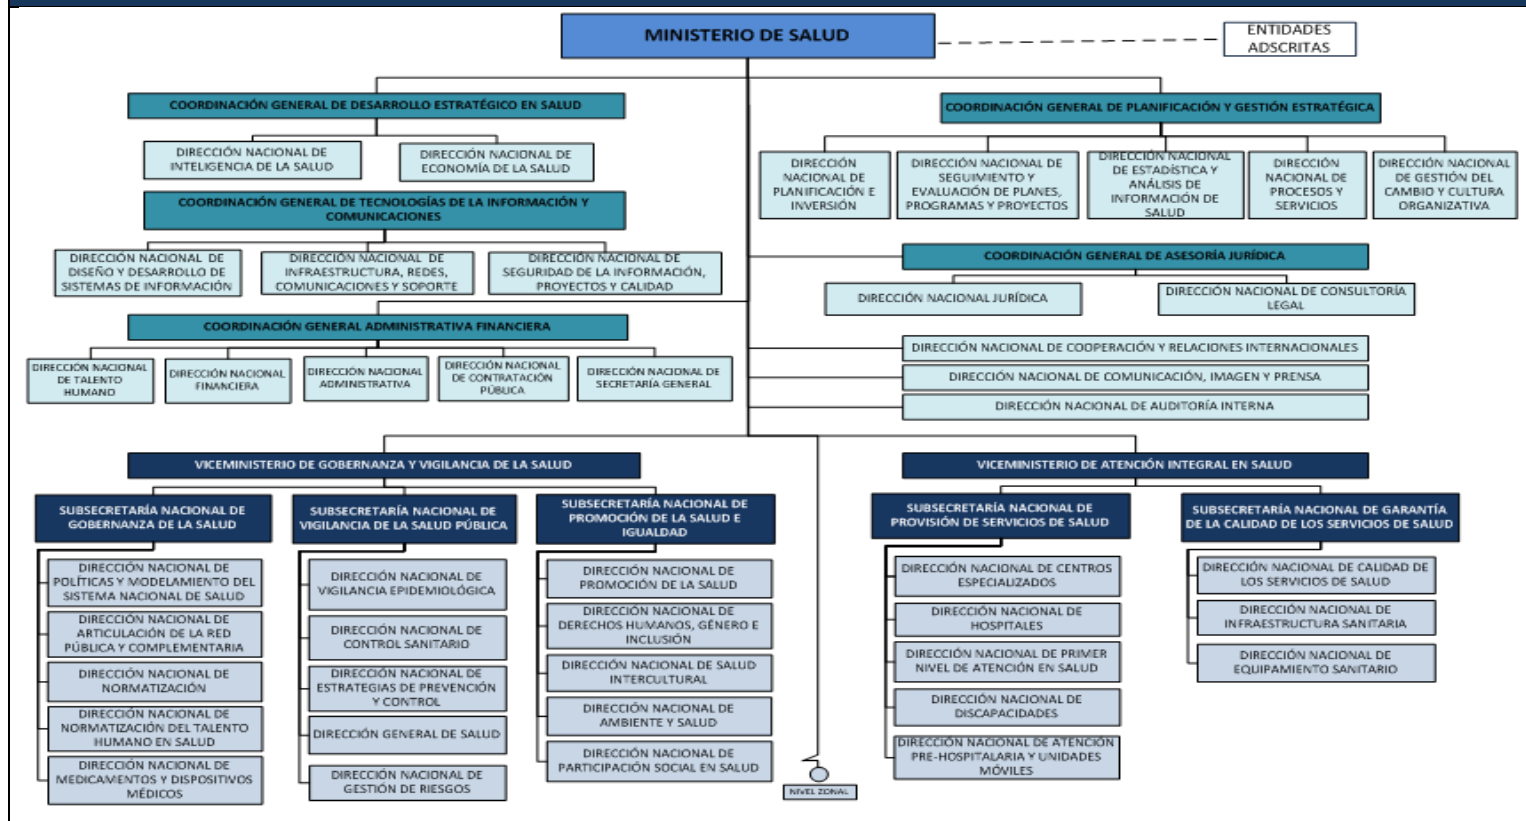 MINISTERIO DE SALUD
ENTIDADES
ADSCRITAS
COORDINACIÓN GENERAL DE DESARROLLO ESTRATÉGICO EN SALUD
DIRECCIÓN NACIONAL DE
INTELIGENCIA DE LA SALUD
DIRECCIÓN NACIONAL DE
ECONOMÍA DE LA SALUD
COORDINACIÓN GENERAL DE TECNOLOGÍAS DE LA INFORMACIÓN Y
COMUNICACIONES
DIRECCIÓN NACIONAL DE
DISEÑO Y DESARROLLO DE
SISTEMAS DE INFORMACIÓN
DIRECCIÓN NACIONAL DE
INFRAESTRUCTURA, REDES,
COMUNICACIONES Y SOPORTE
DIRECCIÓN NACIONAL DE
SEGURIDAD DE LA INFORMACIÓN,
PROYECTOS Y CALIDAD
COORDINACIÓN GENERAL ADMINISTRATIVA FINANCIERA
DIRECCIÓN NACIONAL
DE TALENTO
HUMANO
DIRECCIÓN NACIONAL
FINANCIERA
DIRECCIÓN NACIONAL
ADMINISTRATIVA
DIRECCIÓN NACIONAL
DE CONTRATACIÓN
PÚBLICA
DIRECCIÓN NACIONAL DE
SECRETARÍA GENERAL
COORDINACIÓN GENERAL DE PLANIFICACIÓN Y GESTIÓN ESTRATÉGICA
DIRECCIÓN
NACIONAL DE
PLANIFICACIÓN E
INVERSIÓN
DIRECCIÓN NACIONAL DE
SEGUIMIENTO Y
EVALUACIÓN DE PLANES,
PROGRAMAS Y PROYECTOS
DIRECCIÓN NACIONAL
DE ESTADÍSTICA Y
ANÁLISIS DE
INFORMACIÓN DE
SALUD
DIRECCIÓN
NACIONAL DE
PROCESOS Y
SERVICIOS
DIRECCIÓN NACIONAL
DE GESTIÓN DEL
CAMBIO Y CULTURA
ORGANIZATIVA
COORDINACIÓN GENERAL DE ASESORÍA JURÍDICA
DIRECCIÓN NACIONAL JURÍDICA
DIRECCIÓN NACIONAL DE CONSULTORÍA
LEGAL
DIRECCIÓN NACIONAL DE COOPERACIÓN Y RELACIONES INTERNACIONALES
DIRECCIÓN NACIONAL DE COMUNICACIÓN, IMAGEN Y PRENSA
DIRECCIÓN NACIONAL DE AUDITORÍA INTERNA
VICEMINISTERIO DE GOBERNANZA Y VIGILANCIA DE LA SALUD
SUBSECRETARÍA NACIONAL DE
GOBERNANZA DE LA SALUD
DIRECCIÓN NACIONAL DE
POLÍTICAS Y MODELAMIENTO DEL
SISTEMA NACIONAL DE SALUD
DIRECCIÓN NACIONAL DE
ARTICULACIÓN DE LA RED
PÚBLICA Y COMPLEMENTARIA
DIRECCIÓN NACIONAL DE
NORMATIZACIÓN
DIRECCIÓN NACIONAL DE
NORMATIZACIÓN DEL TALENTO
HUMANO EN SALUD
DIRECCIÓN NACIONAL DE
MEDICAMENTOS Y DISPOSITIVOS
MÉDICOS
SUBSECRETARÍA NACIONAL DE
VIGILANCIA DE LA SALUD PÚBLICA
DIRECCIÓN NACIONAL DE
VIGILANCIA EPIDEMIOLÓGICA
DIRECCIÓN NACIONAL DE
CONTROL SANITARIO
DIRECCIÓN NACIONAL DE
ESTRATEGIAS DE PREVENCIÓN
Y CONTROL
DIRECCIÓN GENERAL DE SALUD
DIRECCIÓN NACIONAL DE
GESTIÓN DE RIESGOS
SUBSECRETARÍA NACIONAL DE
PROMOCIÓN DE LA SALUD E
IGUALDAD
DIRECCIÓN NACIONAL DE
PROMOCIÓN DE LA SALUD
DIRECCIÓN NACIONAL DE
DERECHOS HUMANOS, GÉNERO E
INCLUSIÓN
DIRECCIÓN NACIONAL DE SALUD
INTERCULTURAL
DIRECCIÓN NACIONAL DE
AMBIENTE Y SALUD
DIRECCIÓN NACIONAL DE
PARTICIPACIÓN SOCIAL EN SALUD
NIVEL ZONAL
VICEMINISTERIO DE ATENCIÓN INTEGRAL EN SALUD
SUBSECRETARÍA NACIONAL DE
PROVISIÓN DE SERVICIOS DE SALUD
DIRECCIÓN NACIONAL DE CENTROS
ESPECIALIZADOS
DIRECCIÓN NACIONAL DE
HOSPITALES
DIRECCIÓN NACIONAL DE PRIMER
NIVEL DE ATENCIÓN EN SALUD
DIRECCIÓN NACIONAL DE
DISCAPACIDADES
DIRECCIÓN NACIONAL DE ATENCIÓN
PRE-HOSPITALARIA Y UNIDADES
MÓVILES
SUBSECRETARÍA NACIONAL DE GARANTÍA
DE LA CALIDAD DE LOS SERVICIOS DE SALUD
DIRECCIÓN NACIONAL DE CALIDAD DE
LOS SERVICIOS DE SALUD
DIRECCIÓN NACIONAL DE
INFRAESTRUCTURA SANITARIA
DIRECCIÓN NACIONAL DE
EQUIPAMIENTO SANITARIO